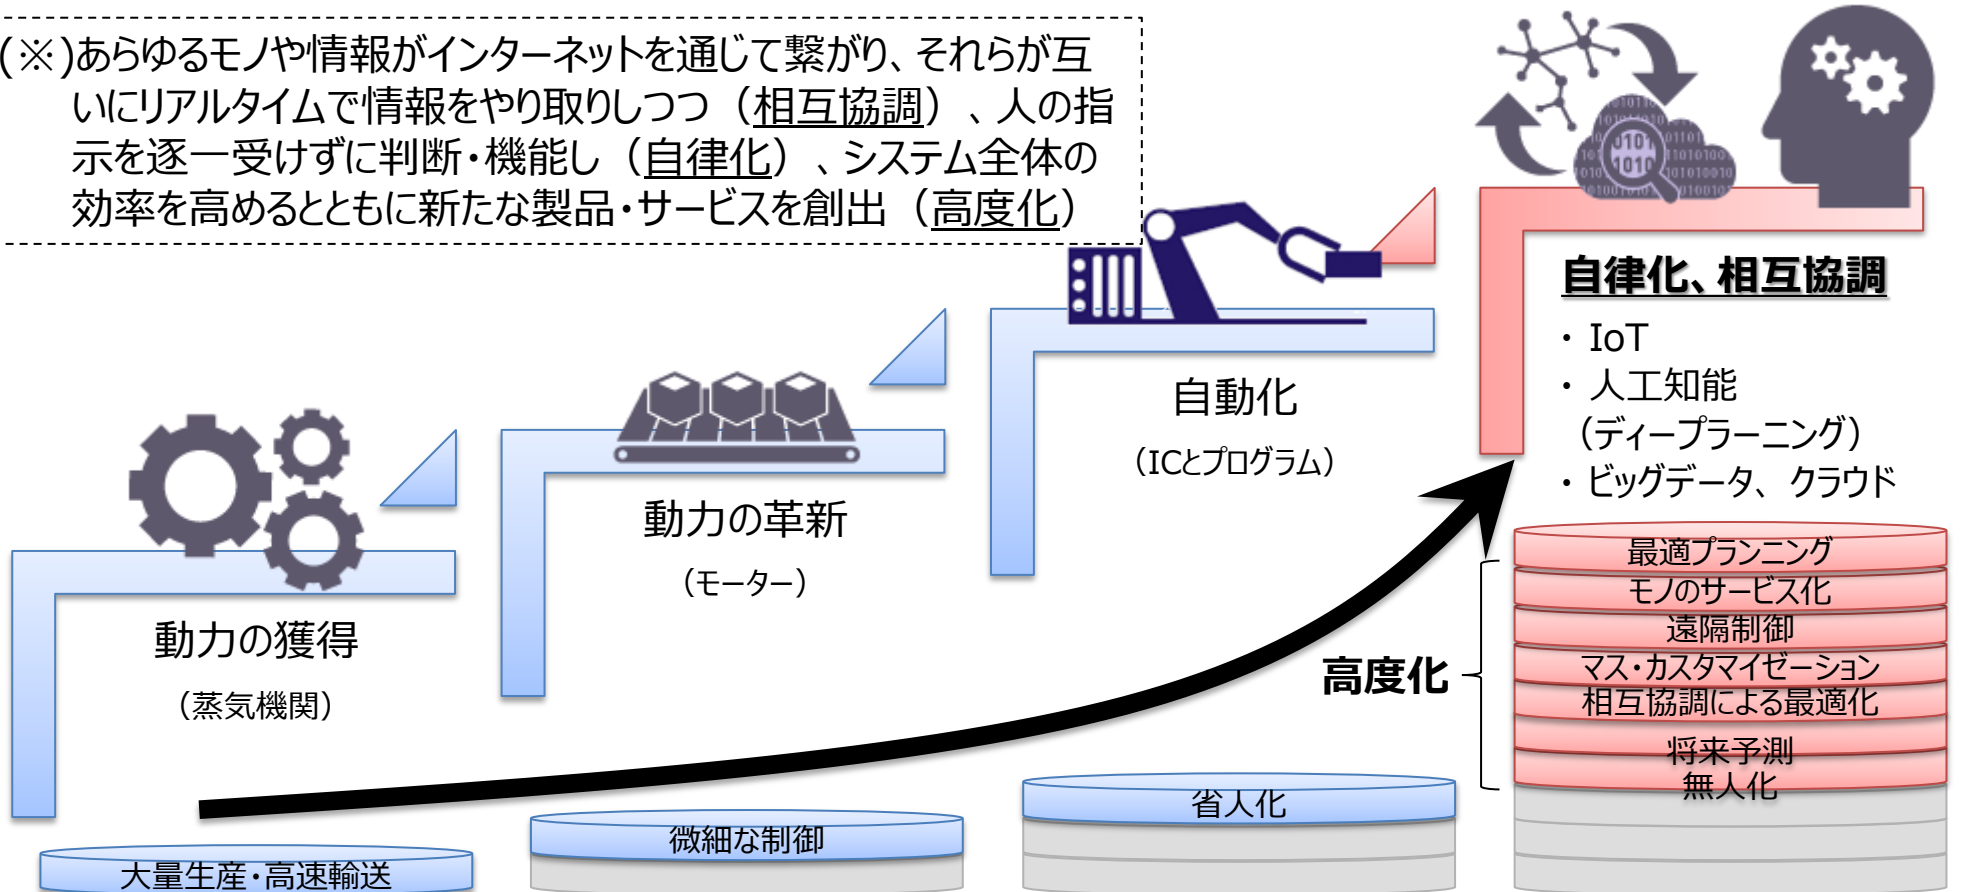 (※)あらゆるモノや情報がインターネットを通じて繋がり、それらが互
いにリアルタイムで情報をやり取りしつつ（相互協調）、人の指
示を逐一受けずに判断・機能し（自律化）、システム全体の
効率を高めるとともに新たな製品・サービスを創出（高度化）
動力の獲得
（蒸気機関）
大量生産・高速輸送
動力の革新
（モーター）
微細な制御
自動化
（ICとプログラム）
省人化
自律化、相互協調
・ IoT
・ 人工知能
（ディープラーニング）
・ ビッグデータ、クラウド
高度化
最適プランニング
モノのサービス化
遠隔制御
マス・カスタマイゼーション
相互協調による最適化
将来予測
無人化